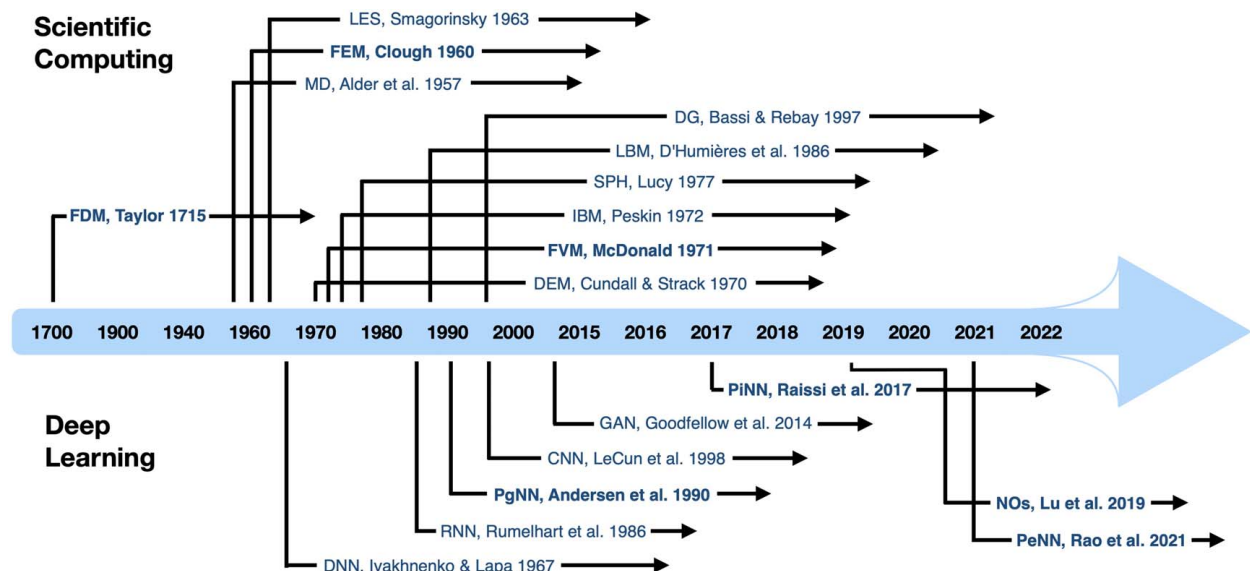 Scientific
Computing
LES, Smagorinsky 1963
FEM, Clough 1960
MD, Alder et al. 1957
DG, Bassi & Rebay 1997
LBM, D'Humières et al. 1986
SPH, Lucy 1977
FDM, Taylor 1715
IBM, Peskin 1972
FVM, McDonald 1971
DEM, Cundall & Strack 1970
1700 1900 1940 1960 1970 1980 1990 2000 2015 2016 2017 2018 2019 2020 2021 2022
Deep
Learning
PiNN, Raissi et al. 2017
GAN, Goodfellow et al. 2014
CNN, LeCun et al. 1998
PgNN, Andersen et al. 1990
NOs, Lu et al. 2019
RNN, Rumelhart et al. 1986
PeNN, Rao et al. 2021
DNN, Ivakhnenko & Lapa 1967